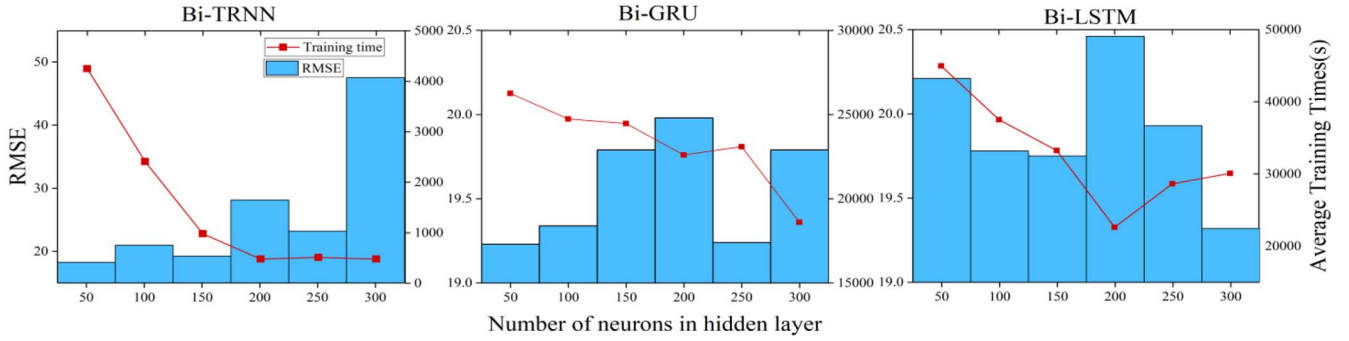 Bi-TRNN
Bi-GRU
Bi-LSTM
RMSE
50
40
30
20
Training time
RMSE
5000
4000
3000
2000
1000
0
50 100 150 200 250 300
20.5
20.0
19.5
19.0
30000
25000
20000
15000
50 100 150 200 250 300
20.5
20.0
19.5
19.0
50000
40000
30000
20000
50 100 150 200 250 300
Average Training Times(s)
Number of neurons in hidden layer